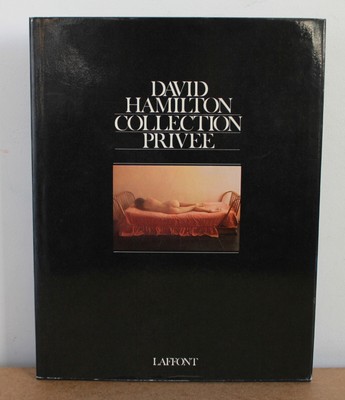 DAVID
HAMILTON
COLLECTION
PRIVEE
LAFFONT